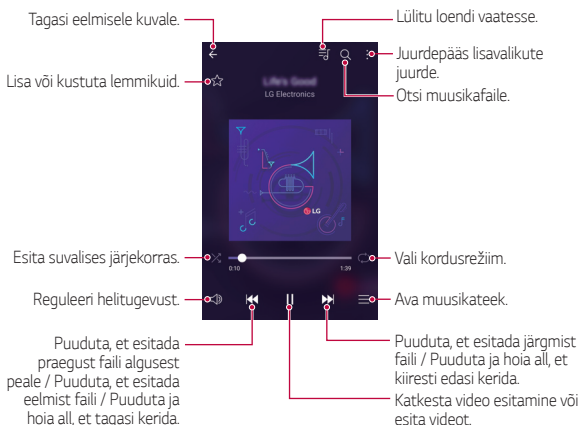 Tagasi eelmisele kuvale.
Lülitu loendi vaatesse.
Juurdepääs lisavalikute
juurde.
Lisa või kustuta lemmikuid.
Otsi muusikafaile.
Life's Good
LG Electronics
LG
Esita suvalises järjekorras.
Vali kordusrežiim.
0:10
1:39
Reguleeri helitugevust.
Ava muusikateek.
Puuduta, et esitada
praegust faili algusest
peale / Puuduta, et esitada
eelmist faili / Puuduta ja
hoia all, et tagasi kerida.
Puuduta, et esitada järgmist
faili / Puuduta ja hoia all, et
kiiresti edasi kerida.
Katkesta video esitamine või
esita videot.